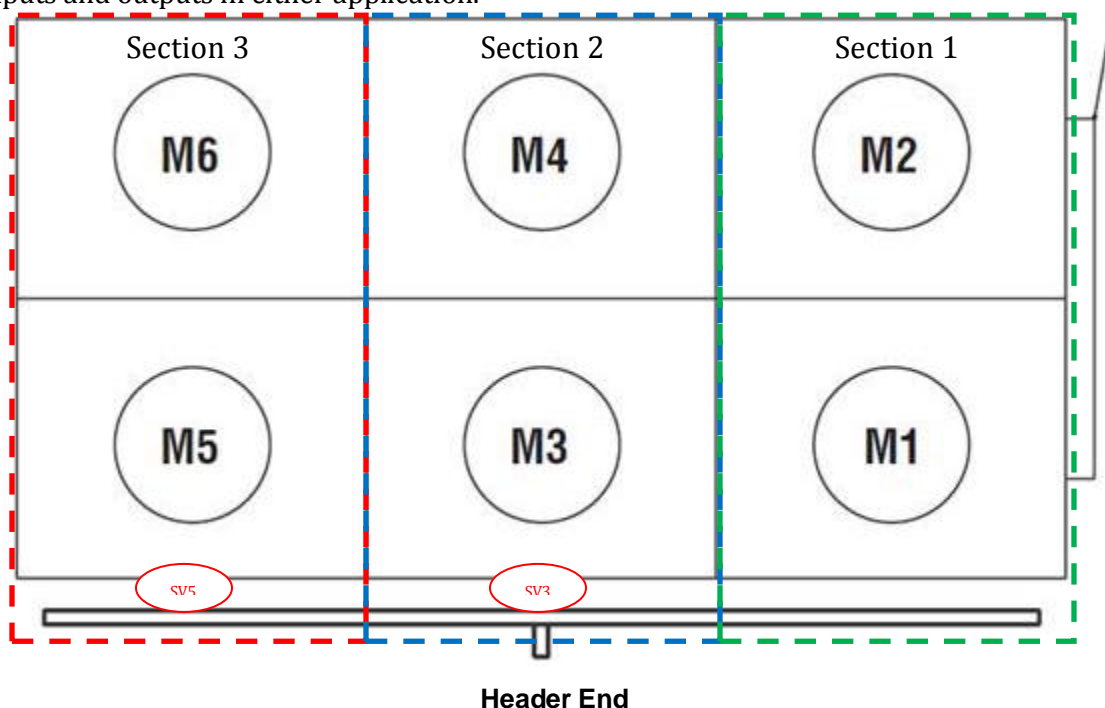 puts and outputs in either application.
Section 3 Section 2 Section 1
M6 M4 M2
M5 M3 M1
SV5 SV3
Header End